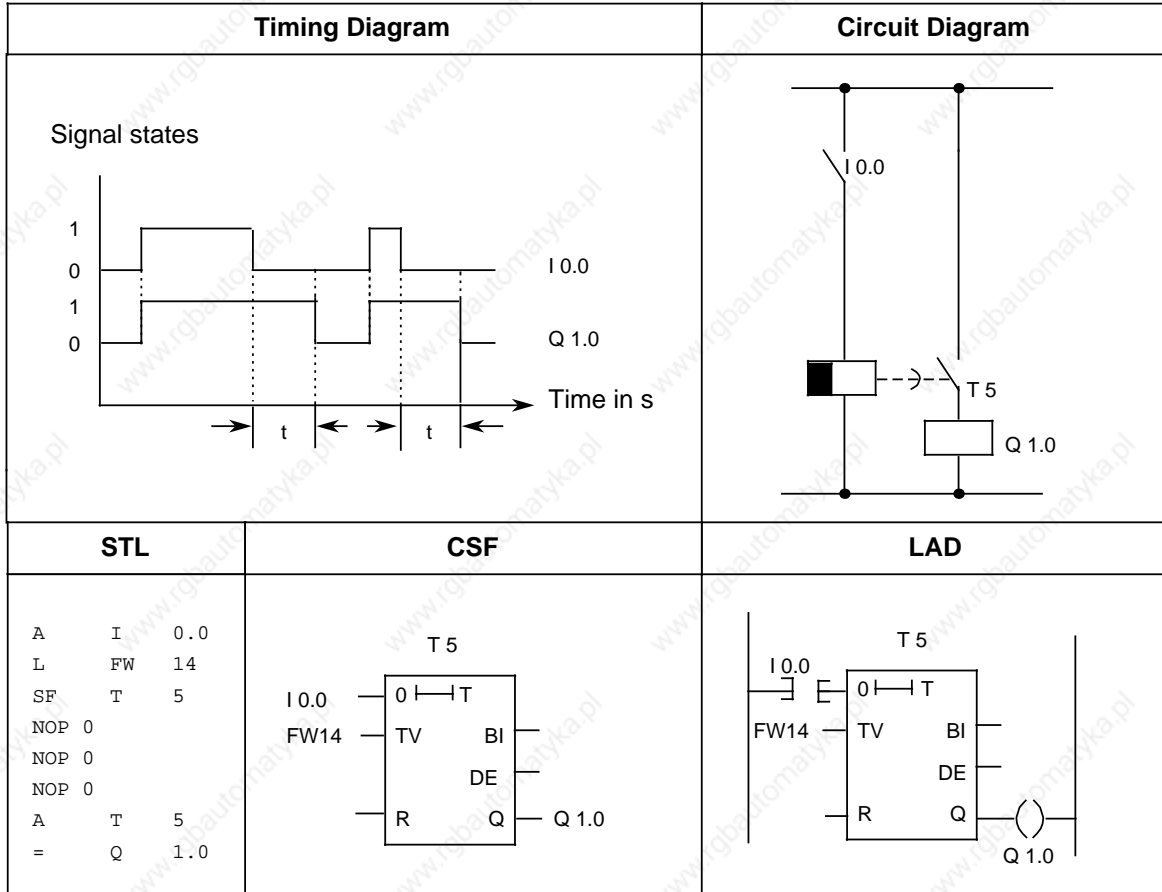 Timing Diagram
Circuit Diagram
Signal states
1
0
I 0.0
1
0
Q 1.0
Time in s
t
t
I 0.0
T 5
Q 1.0
STL
CSF
LAD
A I 0.0
L FW 14
SF T 5
NOP 0
NOP 0
NOP 0
A T 5
= Q 1.0
T 5
I 0.0
0 T
FW14
TV
BI
DE
R
Q
Q 1.0
T 5
I 0.0
0 T
FW14
TV
BI
DE
R
Q
Q 1.0
www.rgbautomatyka.pl